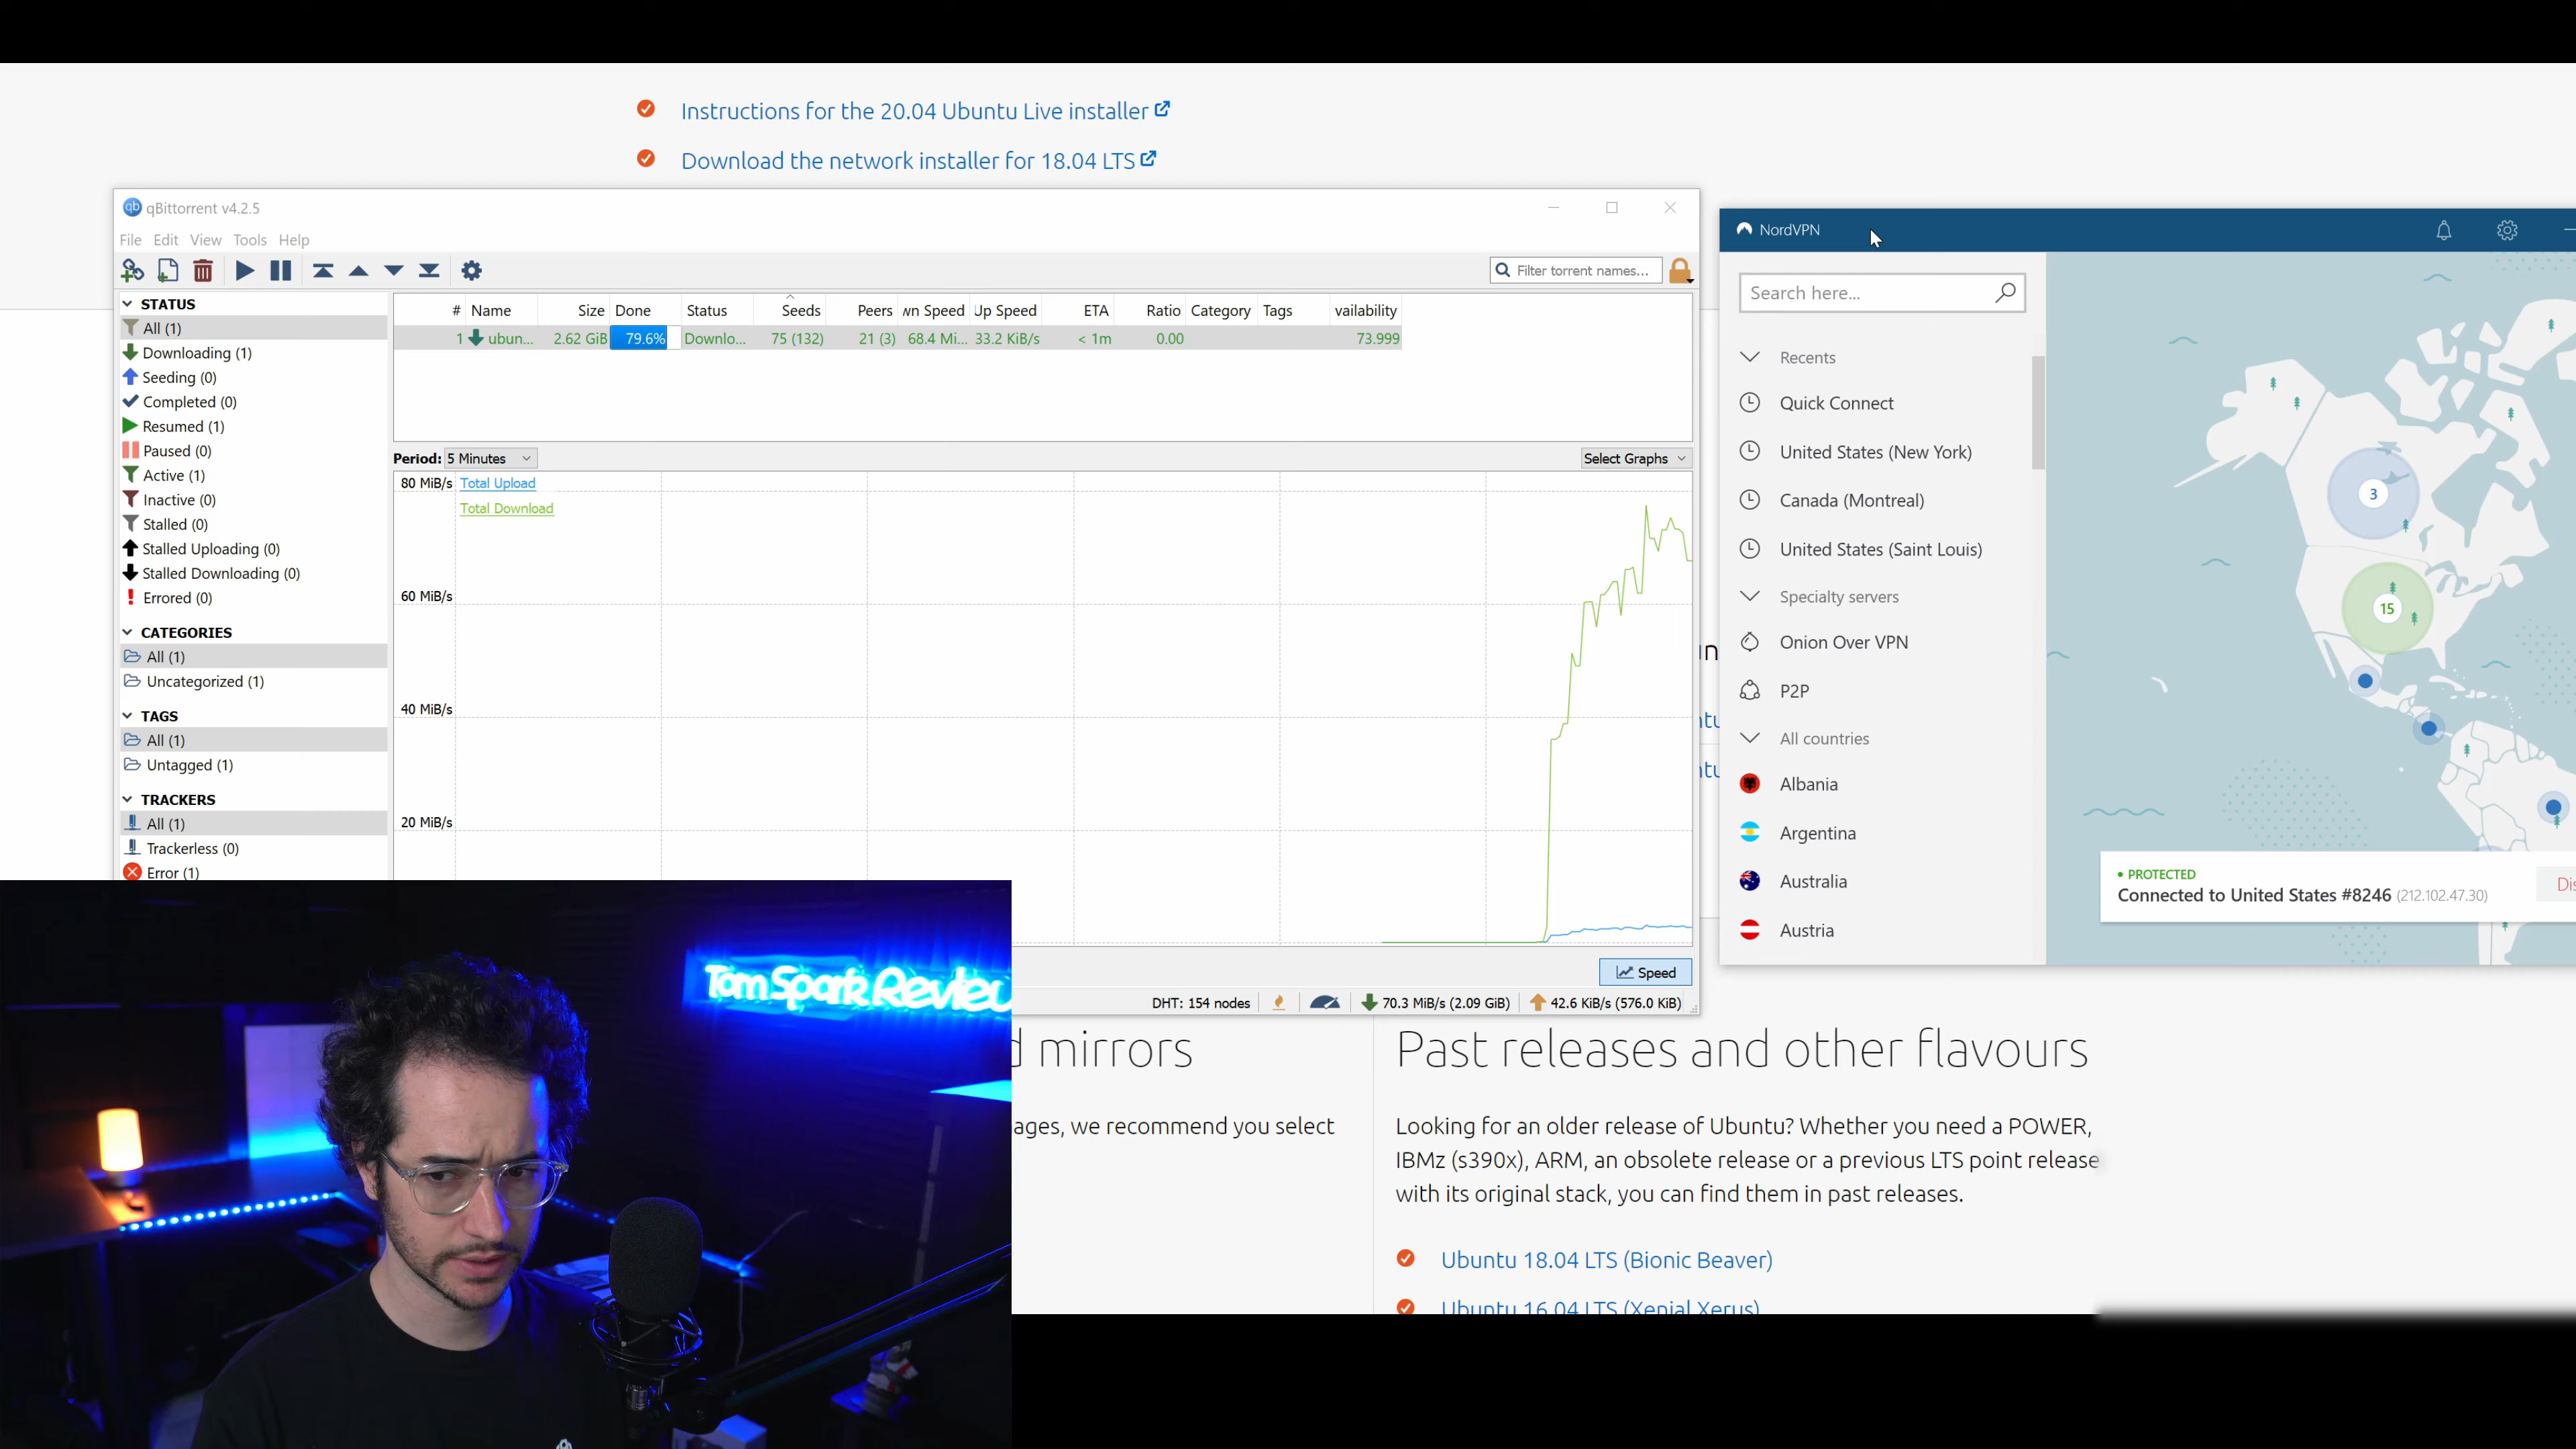 Instructions for the 20.04 Ubuntu Live installer
Download the network installer for 18.04 LTS
qb qBittorrent v4.2.5
File Edit View Tools Help
Filter torrent names...
STATUS
All (1)
Downloading (1)
Seeding (0)
Completed (0)
Resumed (1)
Paused (0)
Active (1)
Inactive (0)
Stalled (0)
Stalled Uploading (0)
Stalled Downloading (0)
Errored (0)
CATEGORIES
All (1)
Uncategorized (1)
TAGS
All (1)
Untagged (1)
TRACKERS
All (1)
Trackerless (0)
Error (1)
# Name Size Done Status Seeds Peers wn Speed Up Speed ETA Ratio Category Tags vailability
1 ubun... 2.62 GiB 79.6% Downlo... 75 (132) 21 (3) 68.4 Mi... 33.2 KiB/s < 1m 0.00 73.999
Period: 5 Minutes Select Graphs
80 MiB/s Total Upload
Total Download
60 MiB/s
40 MiB/s
20 MiB/s
Speed
DHT: 154 nodes 70.3 MiB/s (2.09 GiB) 42.6 KiB/s (576.0 KiB)
NordVPN
Search here...
Recents
Quick Connect
United States (New York)
Canada (Montreal)
United States (Saint Louis)
Specialty servers
Onion Over VPN
P2P
All countries
Albania
Argentina
Australia
Austria
3
15
PROTECTED
Connected to United States #8246 (212.102.47.30)
Dis
Tom Spark Review
d mirrors
ages, we recommend you select
Past releases and other flavours
Looking for an older release of Ubuntu? Whether you need a POWER,
IBMz (s390x), ARM, an obsolete release or a previous LTS point release
with its original stack, you can find them in past releases.
Ubuntu 18.04 LTS (Bionic Beaver)
Ubuntu 16.04 LTS (Xenial Xerus)